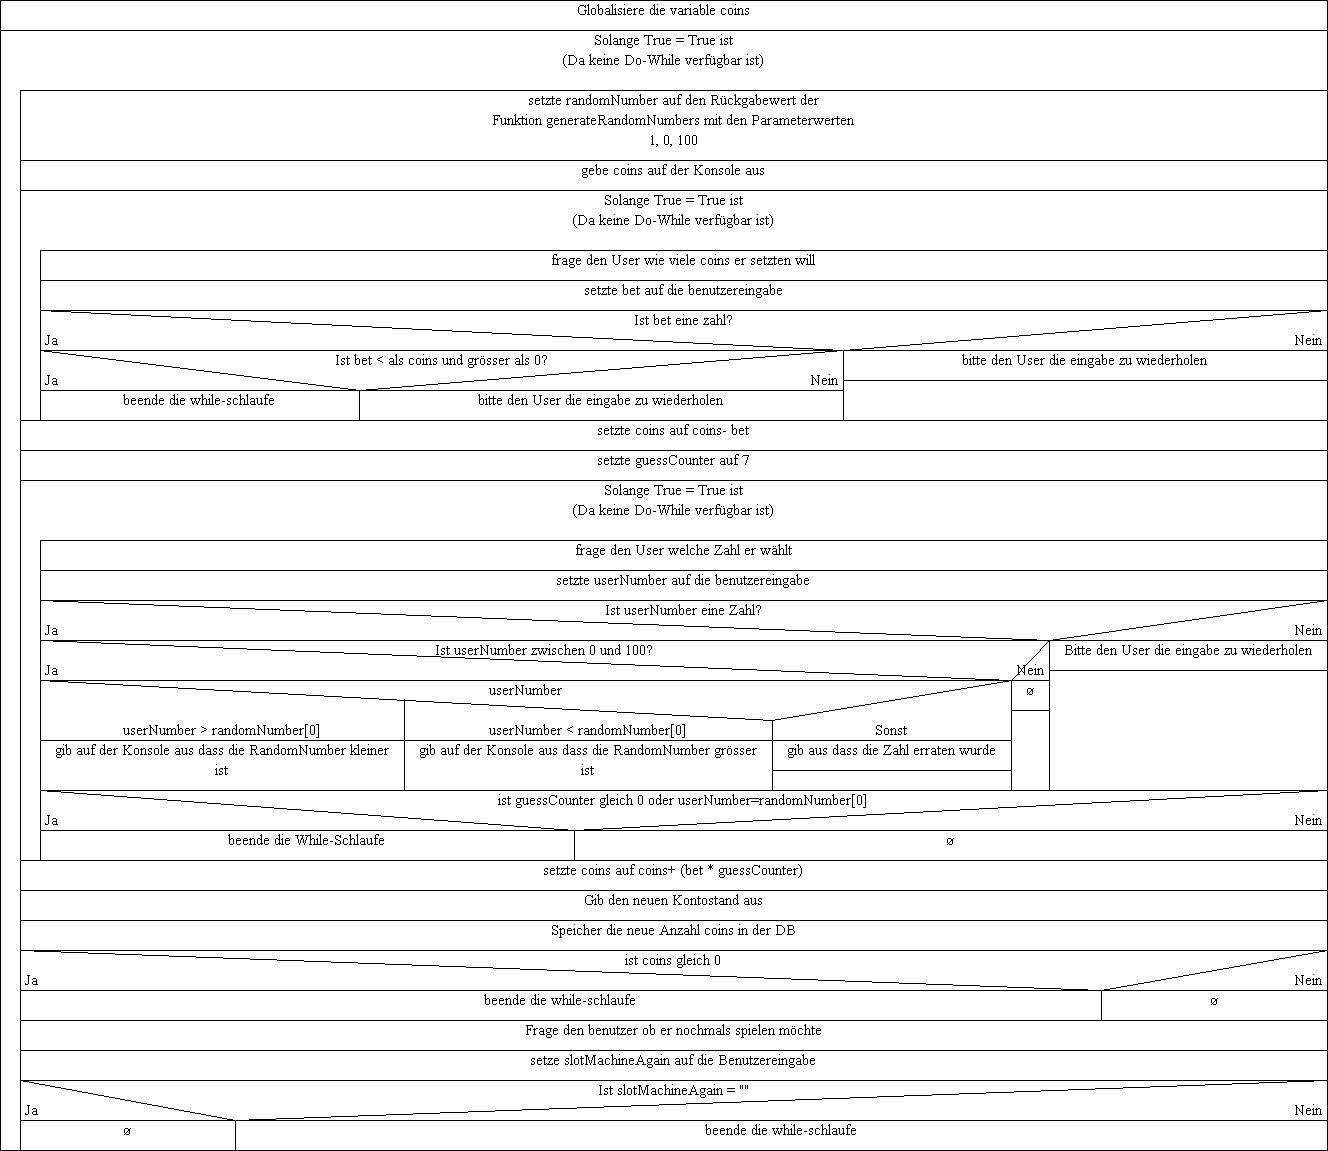 Globalisiere die variable coins
Solange True = True ist
(Da keine Do-While verfügbar ist)
setzte randomNumber auf den Rückgabewert der
Funktion generateRandomNumbers mit den Parameterwerten
1, 0, 100
gebe coins auf der Konsole aus
Solange True = True ist
(Da keine Do-While verfügbar ist)
frage den User wie viele coins er setzten will
setzte bet auf die benutzereingabe
Ist bet eine zahl?
Ja
Nein
Ist bet < als coins und grösser als 0?
Ja
Nein
bitte den User die eingabe zu wiederholen
beende die while-schlaufe
bitte den User die eingabe zu wiederholen
setzte coins auf coins- bet
setzte guessCounter auf 7
Solange True = True ist
(Da keine Do-While verfügbar ist)
frage den User welche Zahl er wählt
setzte userNumber auf die benutzereingabe
Ist userNumber eine Zahl?
Ja
Nein
Ist userNumber zwischen 0 und 100?
Ja
Nein
Bitte den User die eingabe zu wiederholen
userNumber
ø
userNumber > randomNumber[0]
userNumber < randomNumber[0]
Sonst
gib auf der Konsole aus dass die RandomNumber kleiner
ist
gib auf der Konsole aus dass die RandomNumber grösser
ist
gib aus dass die Zahl erraten wurde
ist guessCounter gleich 0 oder userNumber=randomNumber[0]
Ja
Nein
beende die While-Schlaufe
ø
setzte coins auf coins+ (bet * guessCounter)
Gib den neuen Kontostand aus
Speicher die neue Anzahl coins in der DB
ist coins gleich 0
Ja
Nein
beende die while-schlaufe
ø
Frage den benutzer ob er nochmals spielen möchte
setze slotMachineAgain auf die Benutzereingabe
Ist slotMachineAgain = ""
Ja
Nein
ø
beende die while-schlaufe